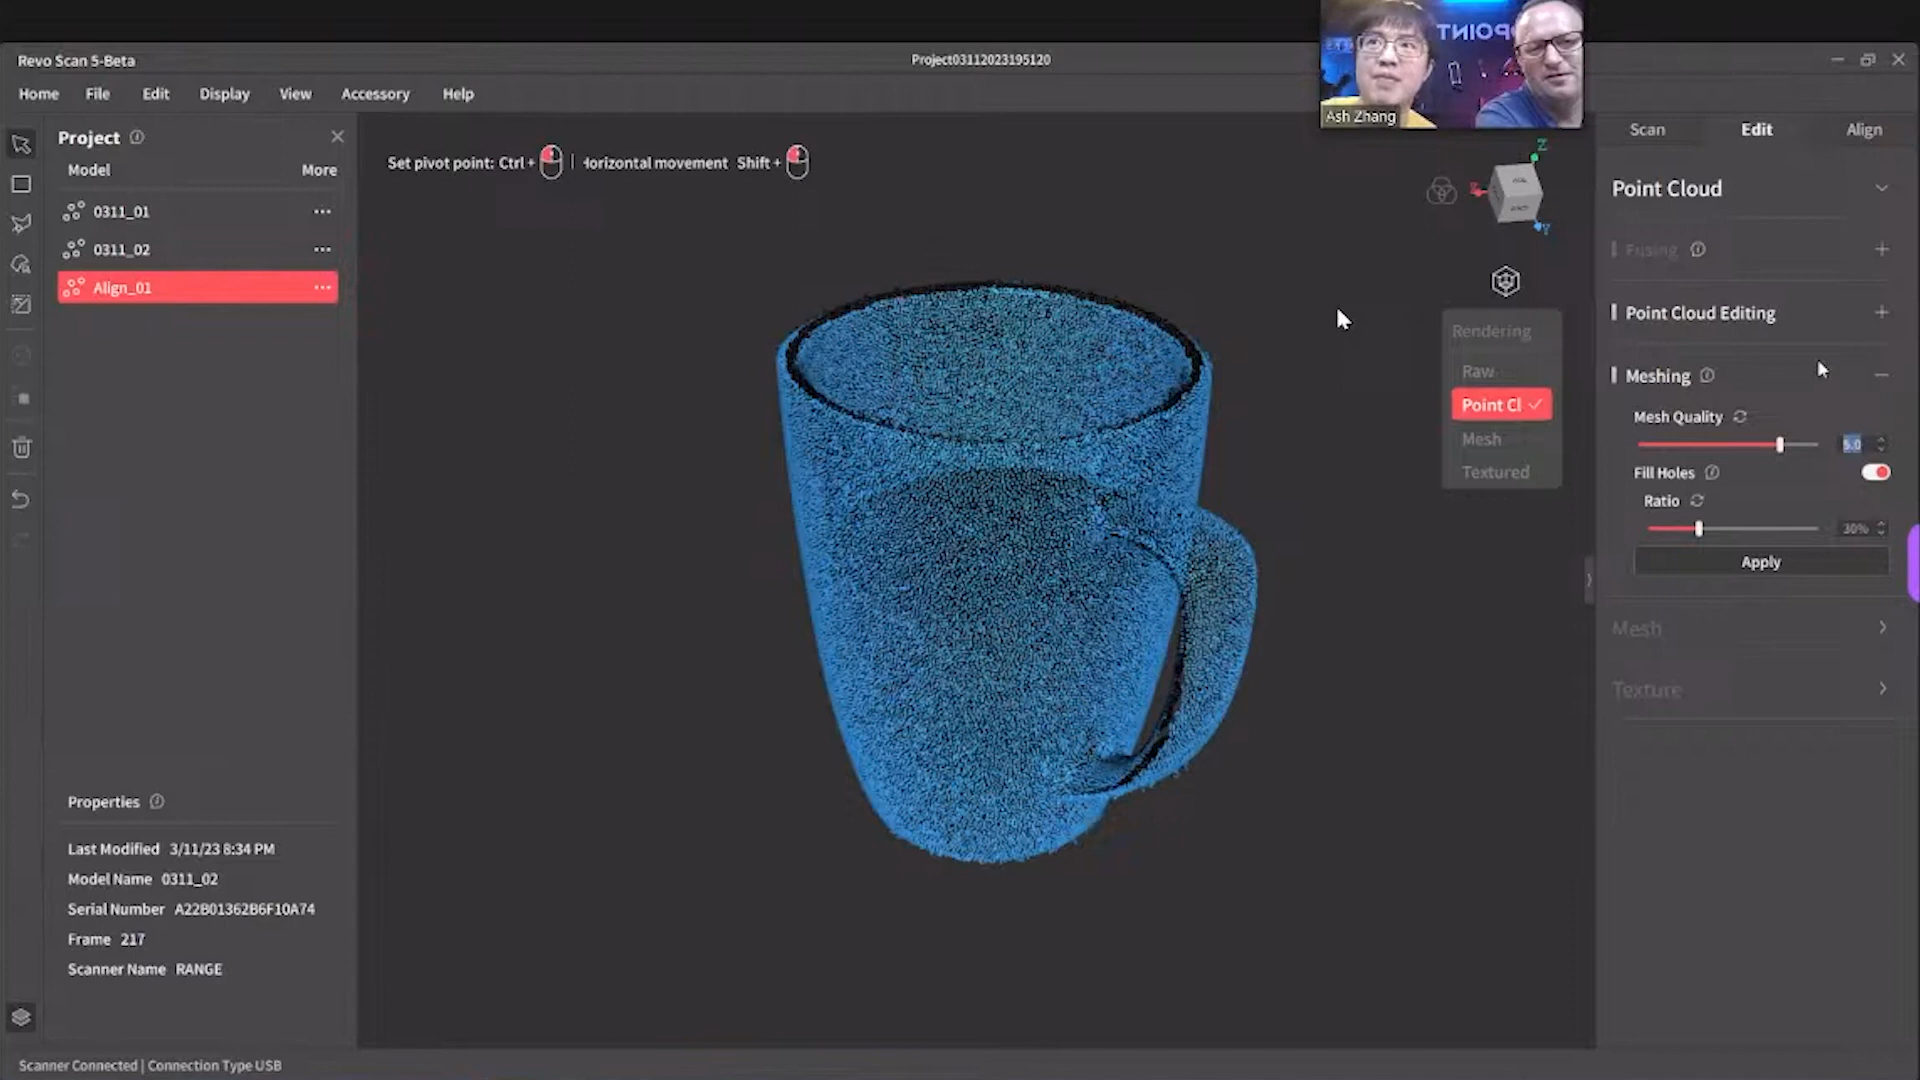 Revo Scan 5-Beta
Project03112023195120
Home File Edit Display View Accessory Help
TNIOP
Ash Zhang
Project
Model More
0311_01
0311_02
Align_01
Set pivot point: Ctrl + | Horizontal movement Shift +
Z
X
Y
Rendering
Raw
Point Cl
Mesh
Textured
Scan Edit Align
Point Cloud
Fusing
Point Cloud Editing
Meshing
Mesh Quality
5.0
Fill Holes
Ratio
30%
Apply
Mesh
Texture
Properties
Last Modified 3/11/23 8:34 PM
Model Name 0311_02
Serial Number A22B01362B6F10A74
Frame 217
Scanner Name RANGE
Scanner Connected | Connection Type USB